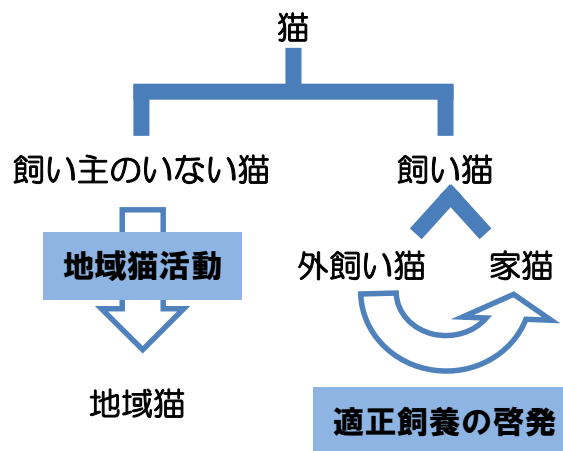 猫
飼い主のいない猫
飼い猫
地域猫活動
外飼い猫
家猫
地域猫
適正飼養の啓発